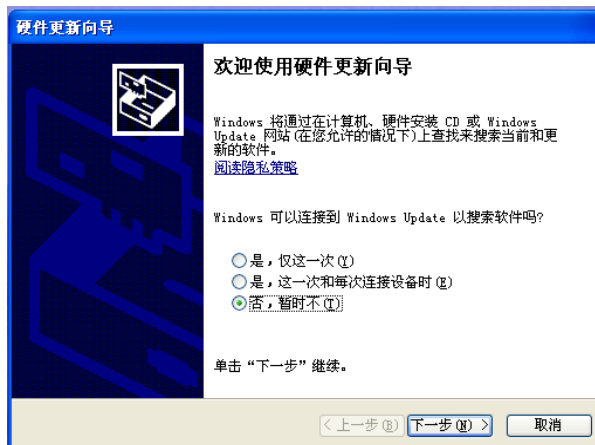 硬件更新向导
欢迎使用硬件更新向导
Windows 将通过在计算机、硬件安装 CD 或 Windows
Update 网站(在您允许的情况下)上查找来搜索当前和更
新的软件。
阅读隐私策略
Windows 可以连接到 Windows Update 以搜索软件吗?
是，仅这一次(Y)
是，这一次和每次连接设备时(E)
否，暂时不(T)
单击“下一步”继续。
< 上一步(B) 下一步(N) > 取消